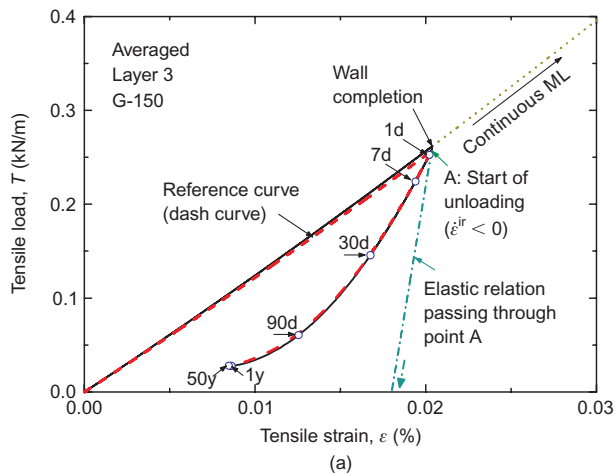 0.4
Averaged
Layer 3
G-150
Wall
completion
Continuous ML
1d
7d
A: Start of
unloading
(ε̇ⁱʳ < 0)
Reference curve
(dash curve)
30d
Elastic relation
passing through
point A
90d
50y
1y
0.3
0.2
0.1
0.0
Tensile load, T (kN/m)
0.00
0.01
0.02
0.03
Tensile strain, ε (%)
(a)